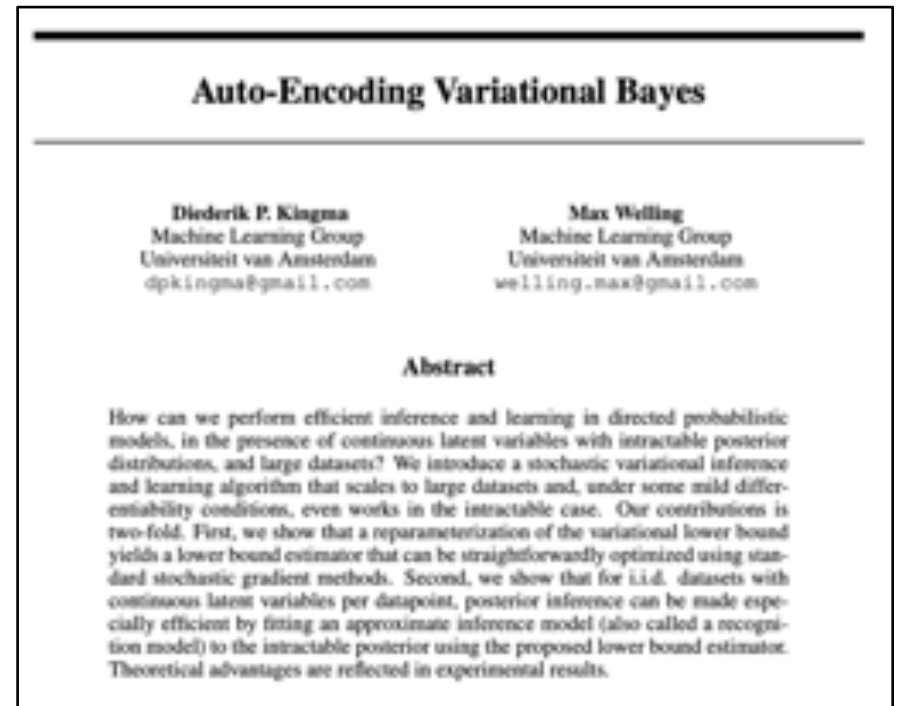 Auto-Encoding Variational Bayes
Diederik P. Kingma
Machine Learning Group
Universiteit van Amsterdam
dpkingma@gmail.com
Max Welling
Machine Learning Group
Universiteit van Amsterdam
welling.max@gmail.com
Abstract
How can we perform efficient inference and learning in directed probabilistic
models, in the presence of continuous latent variables with intractable posterior
distributions, and large datasets? We introduce a stochastic variational inference
and learning algorithm that scales to large datasets and, under some mild differ-
entiability conditions, even works in the intractable case. Our contributions is
two-fold. First, we show that a reparameterization of the variational lower bound
yields a lower bound estimator that can be straightforwardly optimized using stan-
dard stochastic gradient methods. Second, we show that for i.i.d. datasets with
continuous latent variables per datapoint, posterior inference can be made espe-
cially efficient by fitting an approximate inference model (also called a recogni-
tion model) to the intractable posterior using the proposed lower bound estimator.
Theoretical advantages are reflected in experimental results.